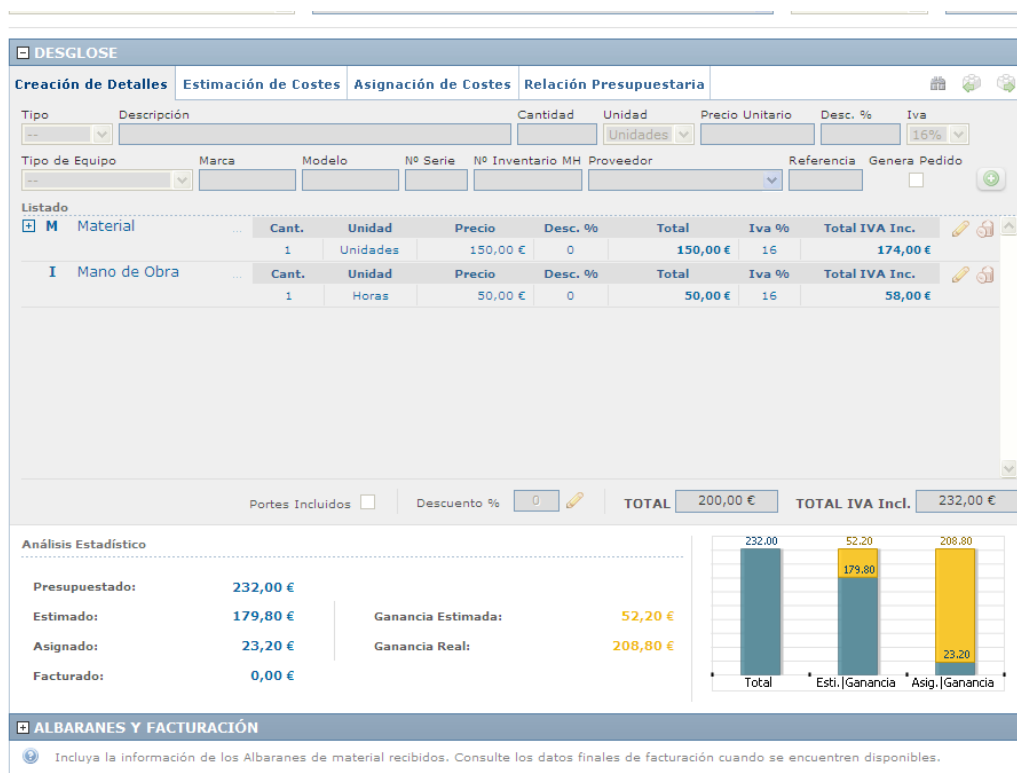 DESGLOSE
Creación de Detalles Estimación de Costes Asignación de Costes Relación Presupuestaria
Tipo Descripción Cantidad Unidad Precio Unitario Desc. % Iva
-- Unidades 16%
Tipo de Equipo Marca Modelo Nº Serie Nº Inventario MH Proveedor Referencia Genera Pedido
--
Listado
M Material ... Cant. Unidad Precio Desc. % Total Iva % Total IVA Inc.
1 Unidades 150,00 € 0 150,00 € 16 174,00 €
I Mano de Obra ... Cant. Unidad Precio Desc. % Total Iva % Total IVA Inc.
1 Horas 50,00 € 0 50,00 € 16 58,00 €
Portes Incluidos Descuento % 0 TOTAL 200,00 € TOTAL IVA Incl. 232,00 €
Análisis Estadístico
Presupuestado: 232,00 €
Estimado: 179,80 € Ganancia Estimada: 52,20 €
Asignado: 23,20 € Ganancia Real: 208,80 €
Facturado: 0,00 €
232.00 52.20 208.80
179.80
23.20
Total Esti.|Ganancia Asig.|Ganancia
ALBARANES Y FACTURACIÓN
Incluya la información de los Albaranes de material recibidos. Consulte los datos finales de facturación cuando se encuentren disponibles.